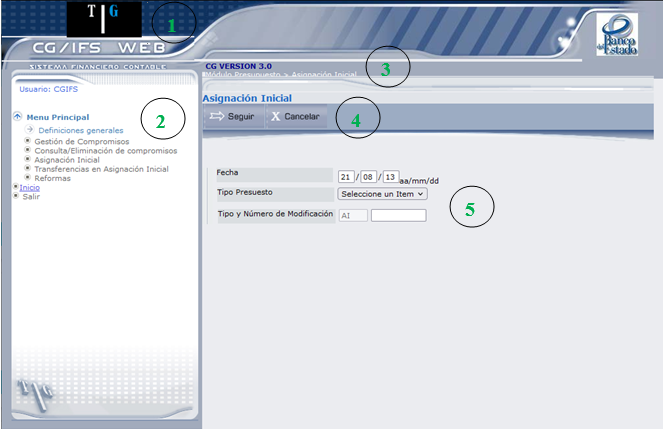 T G
1
CG/IFS WEB
SISTEMA FINANCIERO CONTABLE
Banco
del Estado
CG VERSION 3.0
Módulo Presupuesto > Asignación Inicial
3
Usuario: CGIFS
Menu Principal
2
Definiciones generales
Gestión de Compromisos
Consulta/Eliminación de compromisos
Asignación Inicial
Transferencias en Asignación Inicial
Reformas
Inicio
Salir
Asignación Inicial
Seguir X Cancelar
4
Fecha 21 / 08 / 13 aa/mm/dd
Tipo Presuesto Seleccione un Item
Tipo y Número de Modificación AI
5
T G